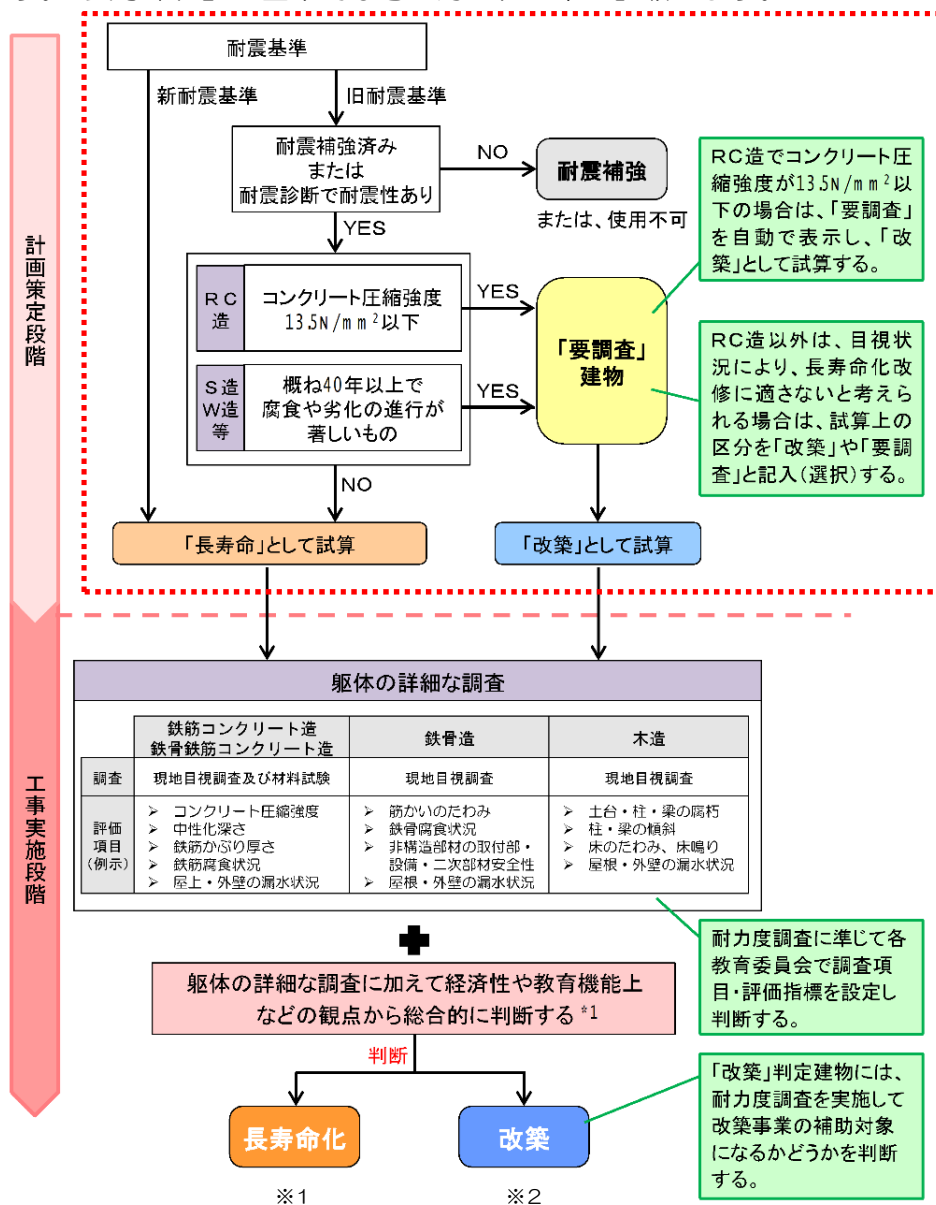 耐震基準
新耐震基準
旧耐震基準
耐震補強済み
または
耐震診断で耐震性あり
NO
耐震補強
または、使用不可
YES
RC
造
コンクリート圧縮強度
13.5N/mm²以下
YES
S造
W造
等
概ね40年以上で
腐食や劣化の進行が
著しいもの
YES
「要調査」
建物
NO
「長寿命」として試算
「改築」として試算
RC造でコンクリート圧
縮強度が13.5N/mm²以
下の場合は、「要調査」
を自動で表示し、「改
築」として試算する。
RC造以外は、目視状
況により、長寿命化改
修に適さないと考えら
れる場合は、試算上の
区分を「改築」や「要調
査」と記入(選択)する。
計画策定段階
工事実施段階
躯体の詳細な調査
鉄筋コンクリート造
鉄骨鉄筋コンクリート造
鉄骨造
木造
調査
現地目視調査及び材料試験
現地目視調査
現地目視調査
評価
項目
(例示)
➢ コンクリート圧縮強度
➢ 中性化深さ
➢ 鉄筋かぶり厚さ
➢ 鉄筋腐食状況
➢ 屋上・外壁の漏水状況
➢ 筋かいのたわみ
➢ 鉄骨腐食状況
➢ 非構造部材の取付部・
設備・二次部材安全性
➢ 屋根・外壁の漏水状況
➢ 土台・柱・梁の腐朽
➢ 柱・梁の傾斜
➢ 床のたわみ、床鳴り
➢ 屋根・外壁の漏水状況
耐力度調査に準じて各
教育委員会で調査項
目・評価指標を設定し
判断する。
躯体の詳細な調査に加えて経済性や教育機能上
などの観点から総合的に判断する*1
判断
長寿命化
改築
※1
※2
「改築」判定建物には、
耐力度調査を実施して
改築事業の補助対象
になるかどうかを判断
する。